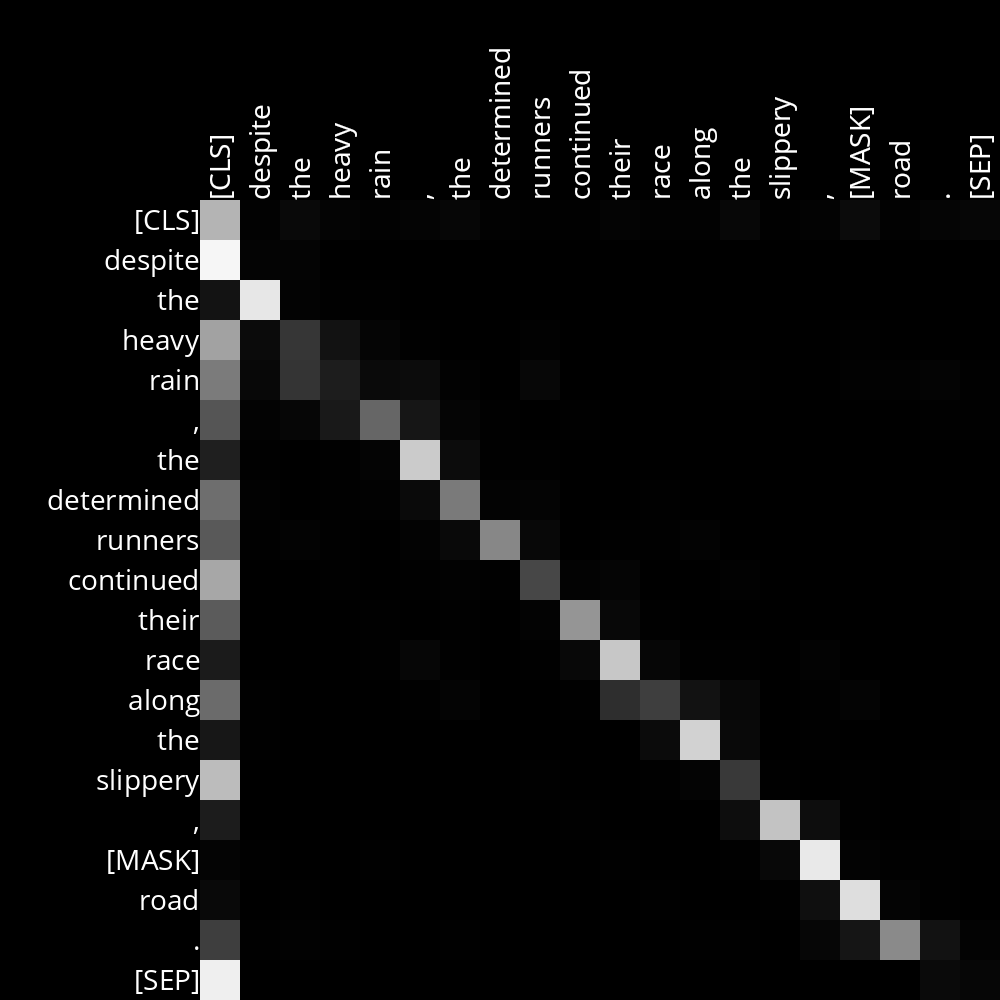 [CLS] despite the heavy rain , the determined runners continued their race along the slippery , [MASK] road . [SEP]
[CLS]
despite
the
heavy
rain
,
the
determined
runners
continued
their
race
along
the
slippery
,
[MASK]
road
.
[SEP]